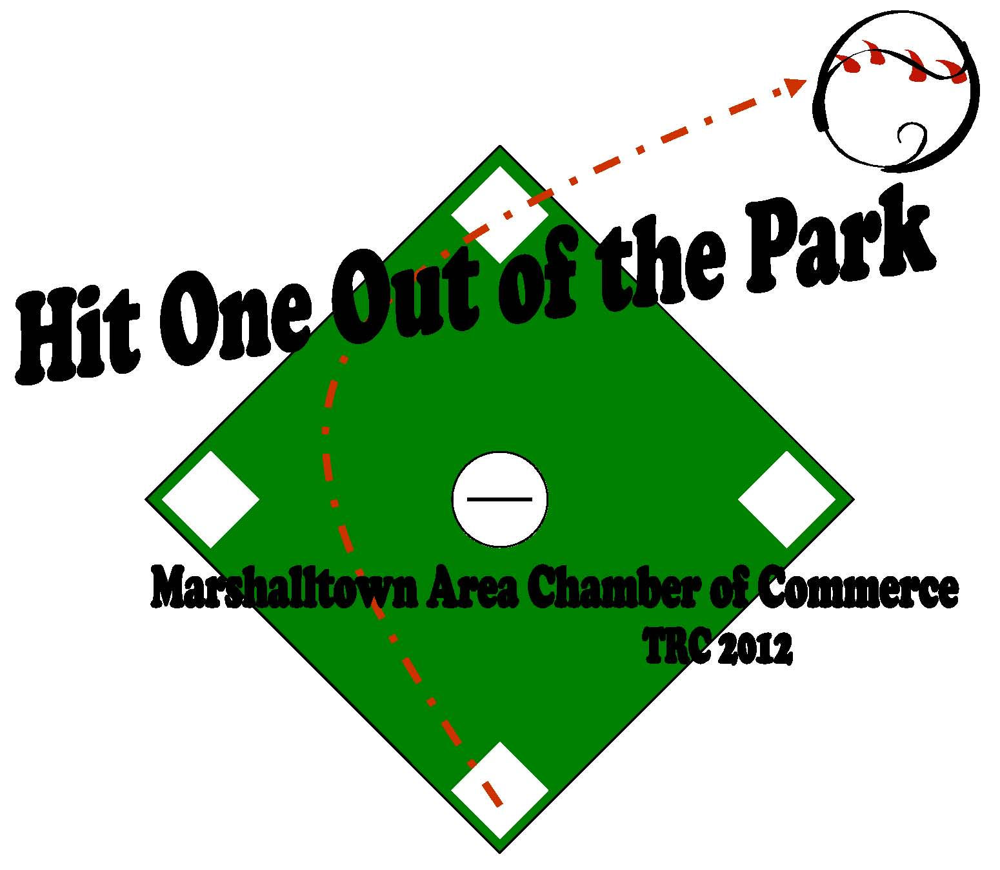 Hit One Out of the Park
Marshalltown Area Chamber of Commerce
TRC 2012